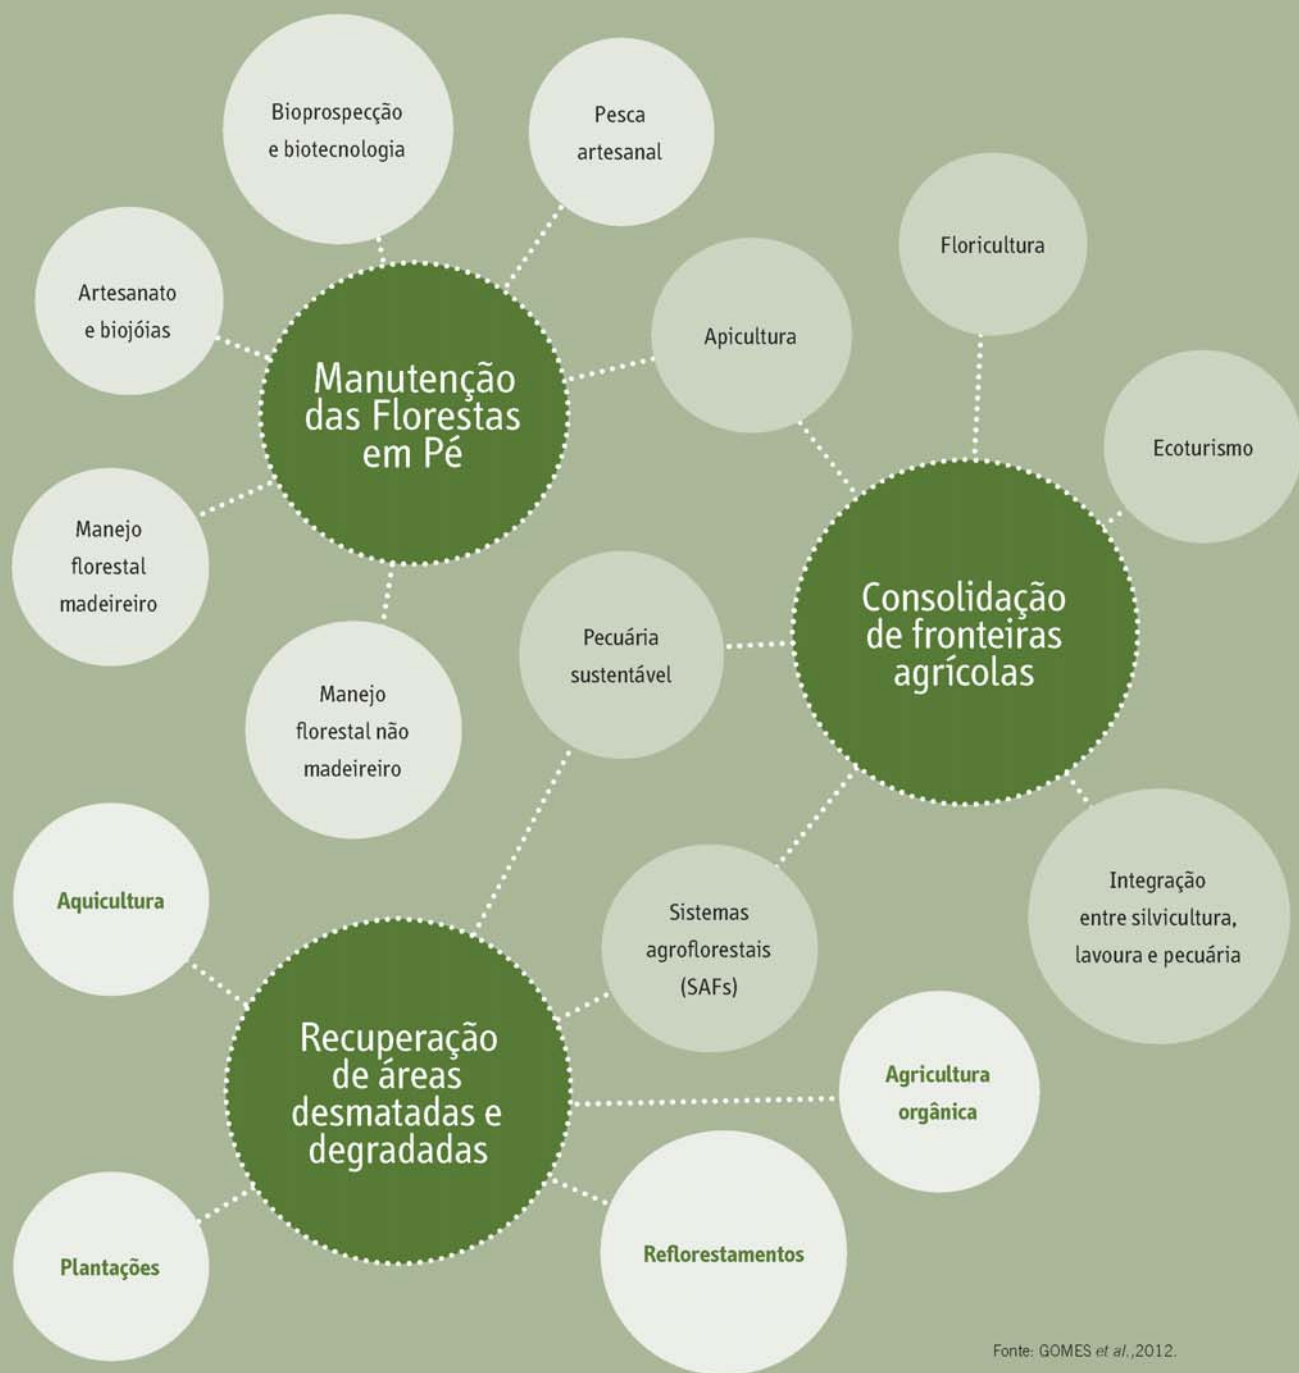 Bioprospecção
e biotecnologia
Pesca
artesanal
Floricultura
Artesanato
e biojóias
Apicultura
Manutenção
das Florestas
em Pé
Ecoturismo
Manejo
florestal
madeireiro
Consolidação
de fronteiras
agrícolas
Pecuária
sustentável
Manejo
florestal não
madeireiro
Aquicultura
Sistemas
agroflorestais
(SAFs)
Integração
entre silvicultura,
lavoura e pecuária
Recuperação
de áreas
desmatadas e
degradadas
Agricultura
orgânica
Plantações
Reflorestamentos
Fonte: GOMES et al.,2012.